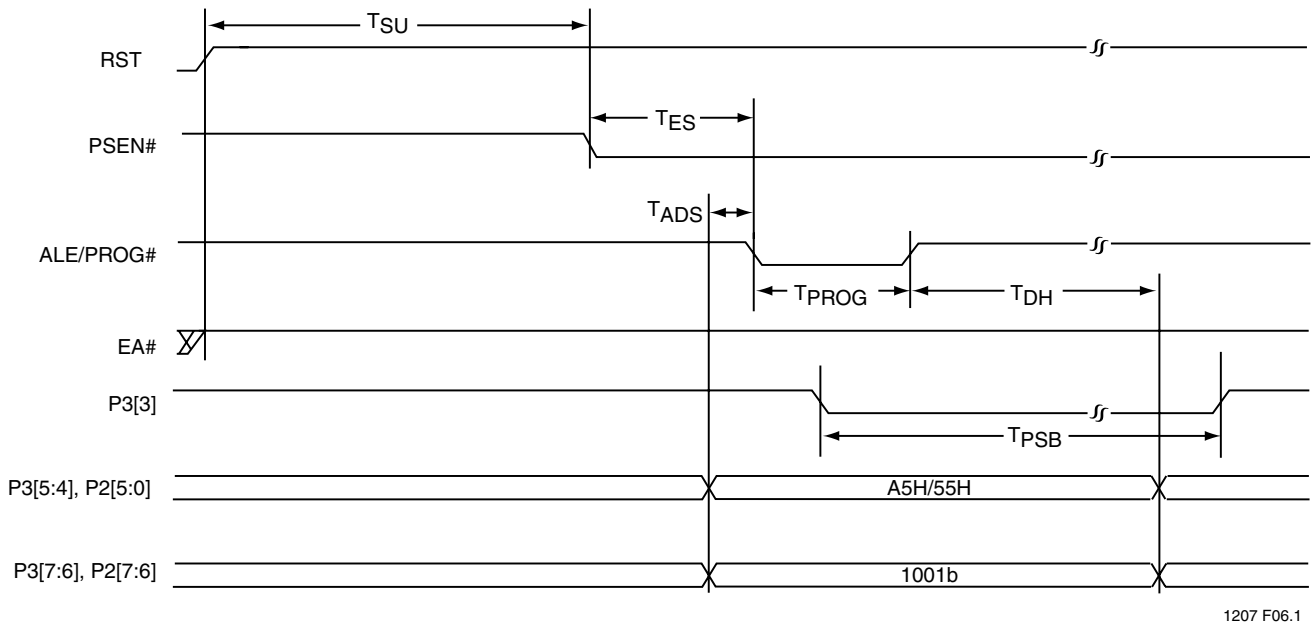 TSU
RST
TES
PSEN#
TADS
ALE/PROG#
TPROG
TDH
EA#
P3[3]
TPSB
P3[5:4], P2[5:0]
A5H/55H
P3[7:6], P2[7:6]
1001b
1207 F06.1